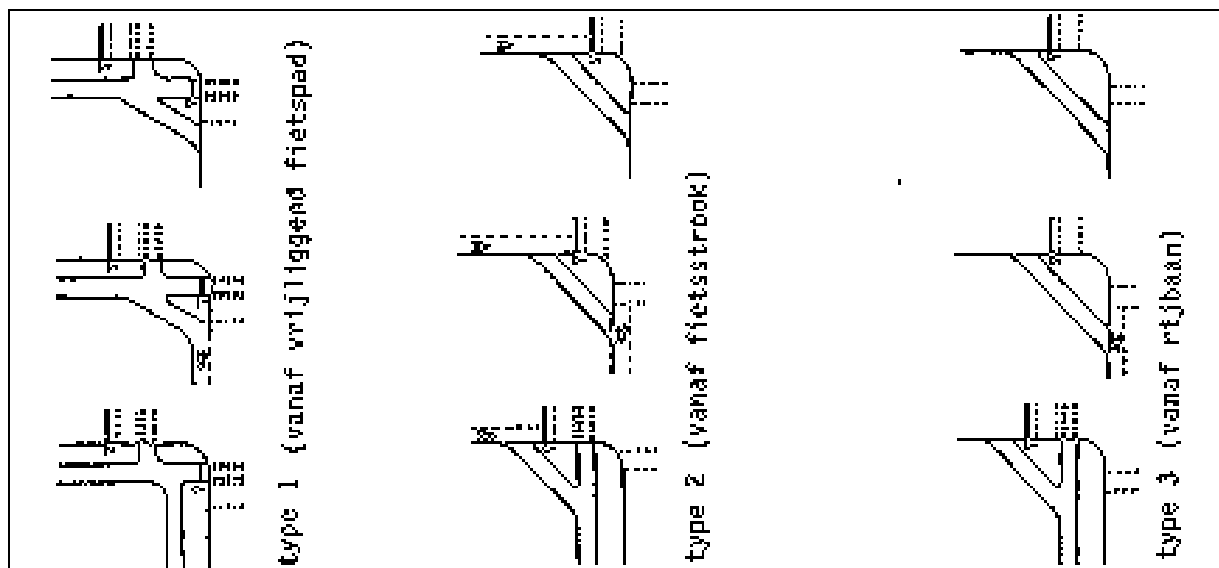 type 1 (vanaf vrijliggend fietspad)
type 2 (vanaf fietsstrook)
type 3 (vanaf rijbaan)